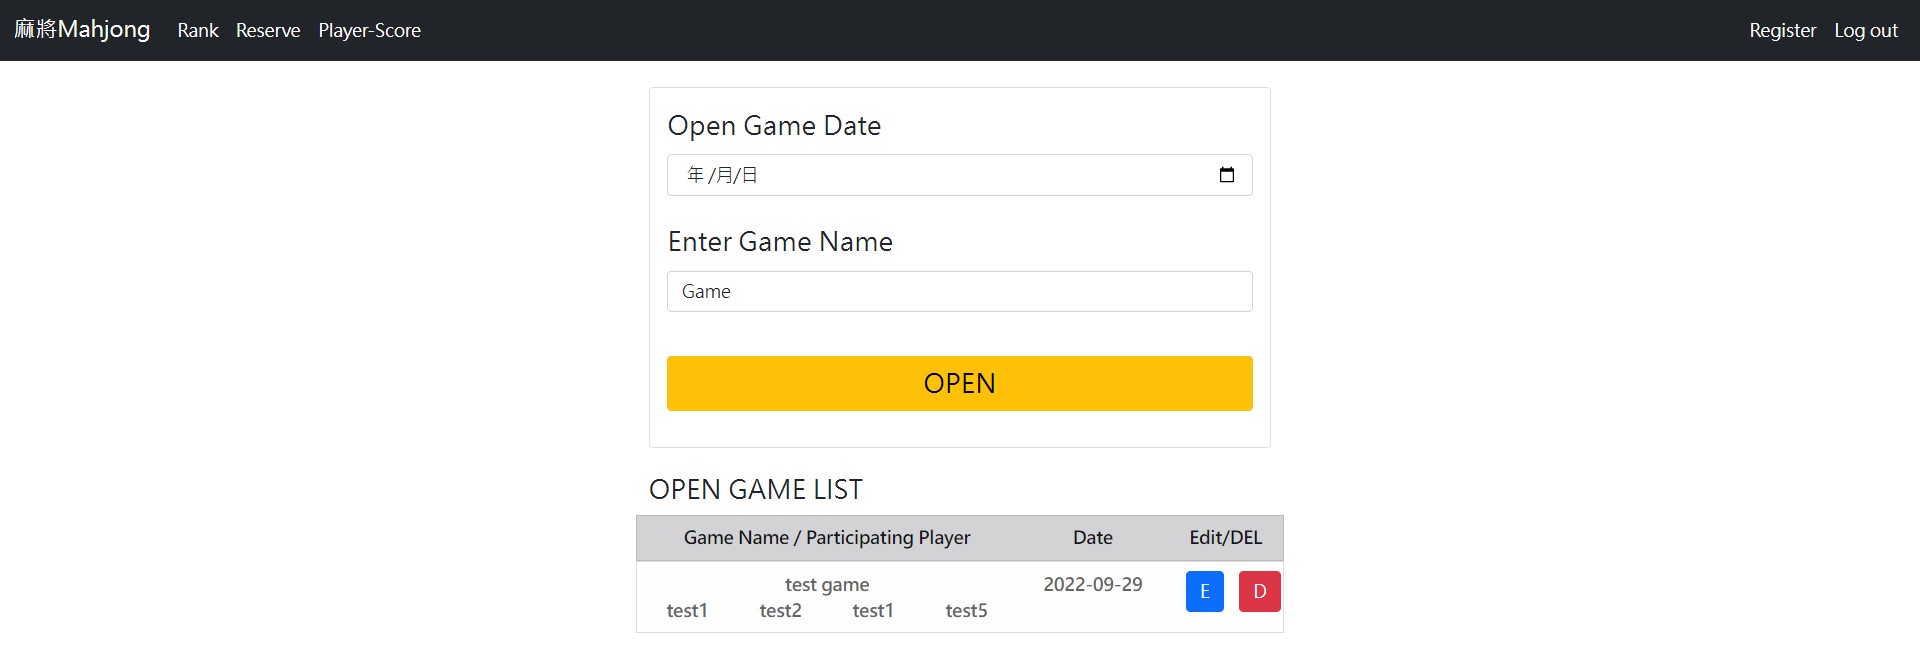 麻將Mahjong Rank Reserve Player-Score Register Log out
Open Game Date
年 /月/日
Enter Game Name
Game
OPEN
OPEN GAME LIST
Game Name / Participating Player Date Edit/DEL
test game 2022-09-29 E D
test1 test2 test1 test5